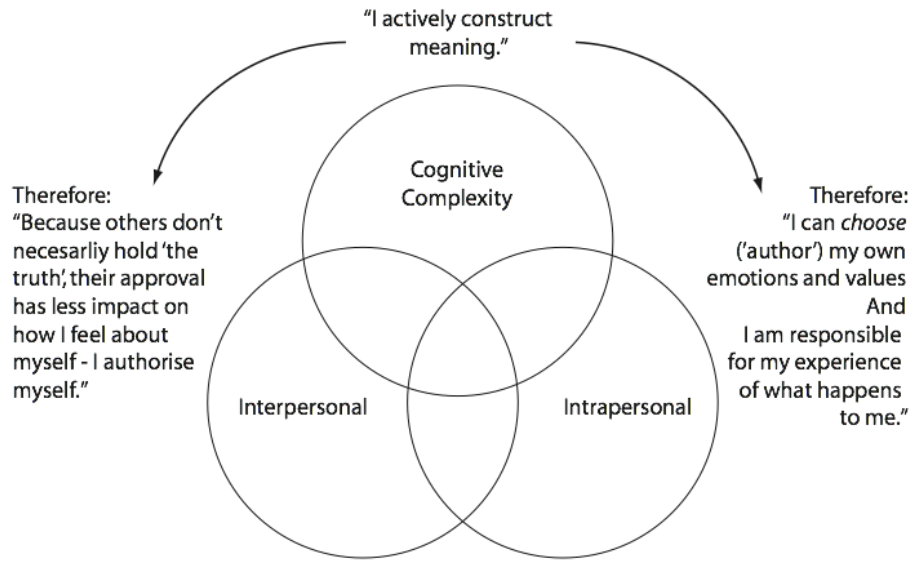 “I actively construct
meaning.”
Cognitive
Complexity
Therefore:
“Because others don’t
necesarliy hold ‘the
truth’, their approval
has less impact on
how I feel about
myself - I authorise
myself.”
Therefore:
“I can choose
(‘author’) my own
emotions and values
And
I am responsible
for my experience
of what happens
to me.”
Interpersonal
Intrapersonal